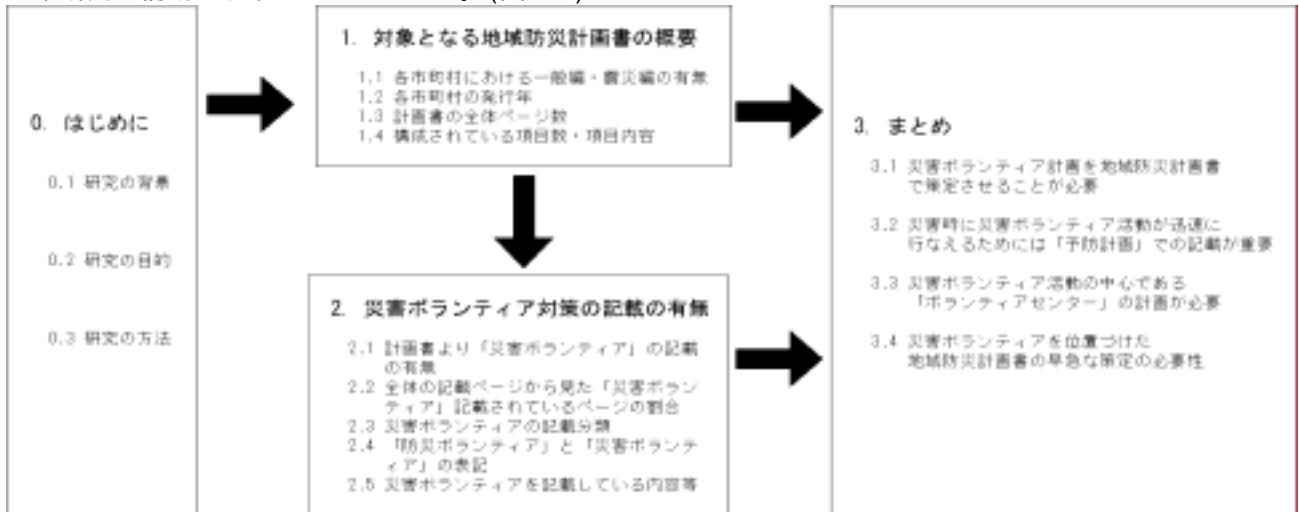 0. はじめに
0.1 研究の背景
0.2 研究の目的
0.3 研究の方法
1. 対象となる地域防災計画書の概要
1.1 各市町村における一般編・震災編の有無
1.2 各市町村の発行年
1.3 計画書の全体ページ数
1.4 構成されている項目数・項目内容
2. 災害ボランティア対策の記載の有無
2.1 計画書より「災害ボランティア」の記載
の有無
2.2 全体の記載ページから見た「災害ボラン
ティア」記載されているページの割合
2.3 災害ボランティアの記載分類
2.4 「防災ボランティア」と「災害ボランテ
ィア」の表記
2.5 災害ボランティアを記載している内容等
3. まとめ
3.1 災害ボランティア計画を地域防災計画書
で策定させることが必要
3.2 災害時に災害ボランティア活動が迅速に
行なえるためには「予防計画」での記載が重要
3.3 災害ボランティア活動の中心である
「ボランティアセンター」の計画が必要
3.4 災害ボランティアを位置づけた
地域防災計画書の早急な策定の必要性